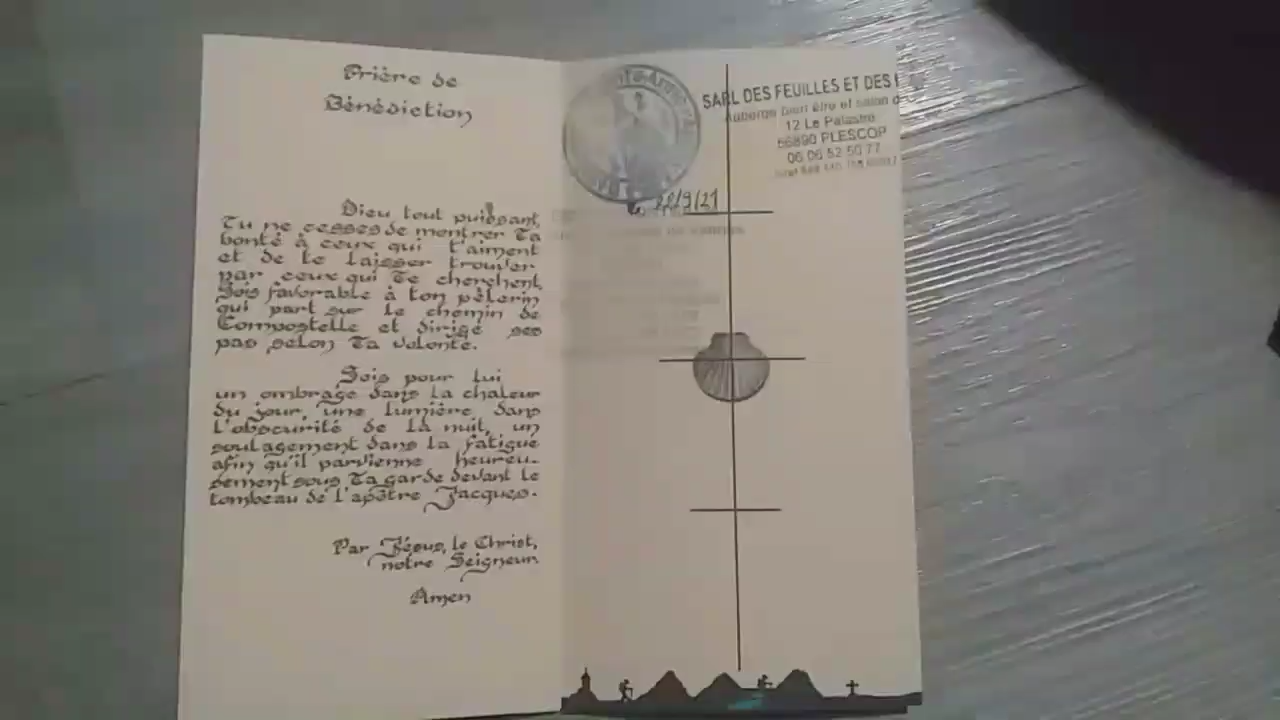 Prière de
Bénédiction
Dieu tout puissant,
Tu ne cesses de montrer Ta
bonté à ceux qui t'aiment
et de te laisser trouver
par ceux qui Te cherchent,
Sois favorable à ton pèlerin
qui part sur le chemin de
Compostelle et dirige ses
pas selon Ta volonté.
Sois pour lui
un ombrage dans la chaleur
du jour, une lumière dans
l'obscurité de la nuit, un
soulagement dans la fatigue
afin qu'il parvienne heureu-
sement sous Ta garde devant le
tombeau de l'apôtre Jacques.
Par Jésus, le Christ,
notre Seigneur.
Amen
22/9/21
SARL DES FEUILLES ET DES
Auberge bien être et salon
12 Le Palastre
56890 PLESCOP
06 06 52 50 77